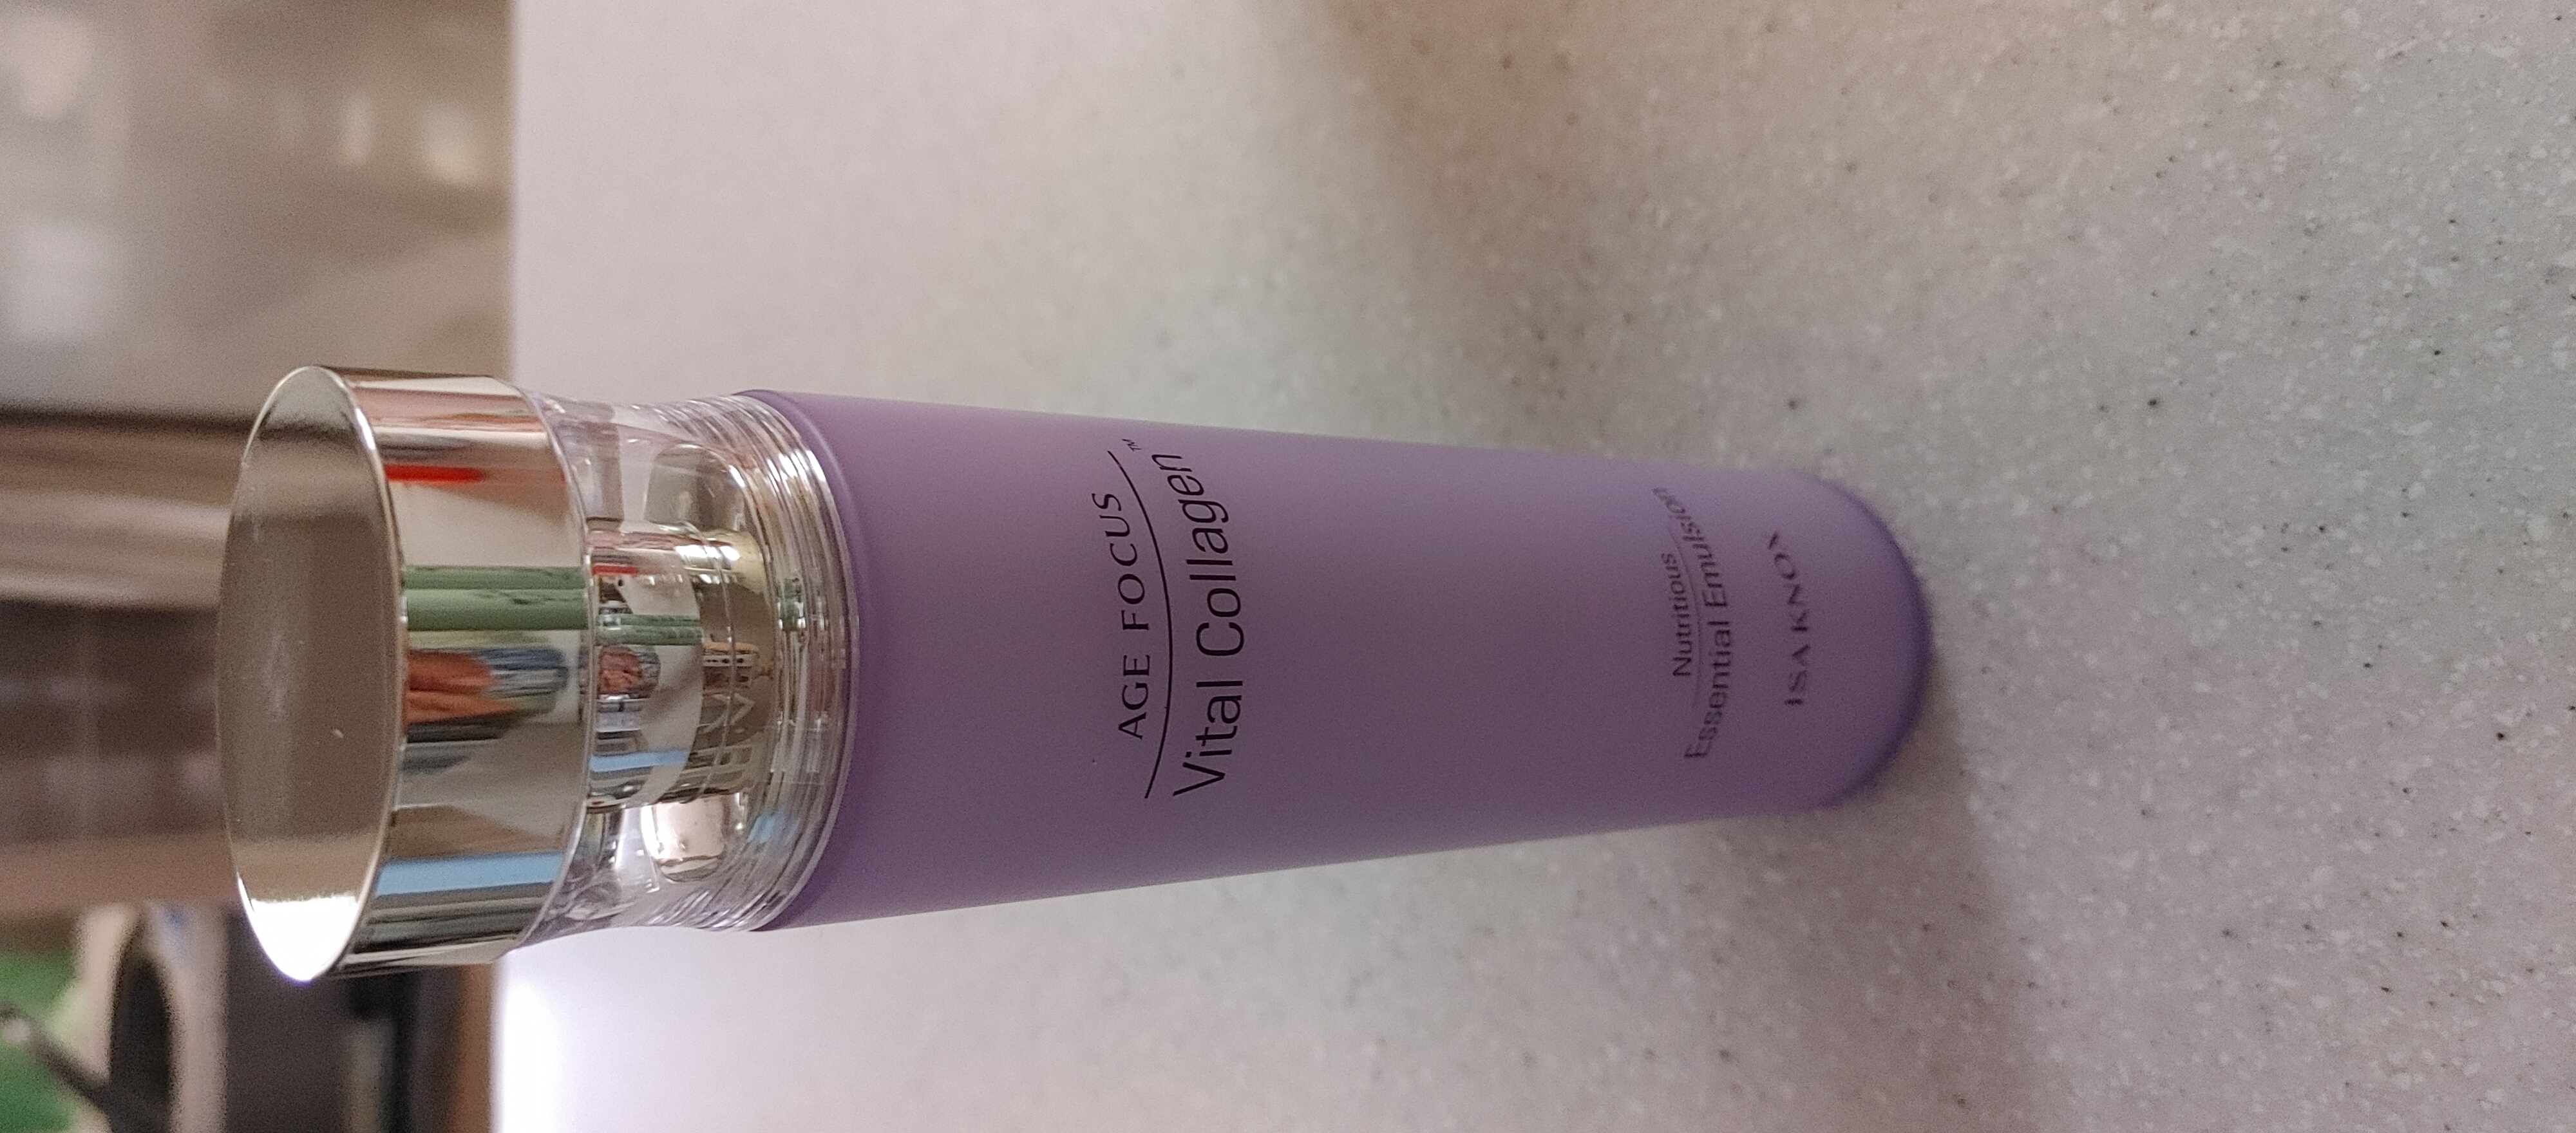 AGE FOCUS
Vital Collagen™
Nutritious
Essential Emulsion
ISA KNOX